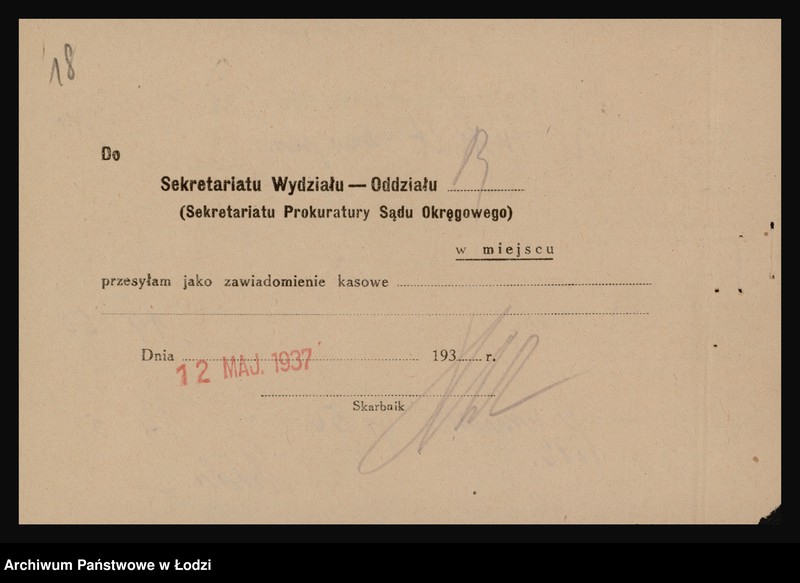 18
Do
Sekretariatu Wydziału — Oddziału B
(Sekretariatu Prokuratury Sądu Okręgowego)
w miejscu
przesyłam jako zawiadomienie kasowe
Dnia 12 MAJ. 1937 193 r.
Skarbnik
Archiwum Państwowe w Łodzi